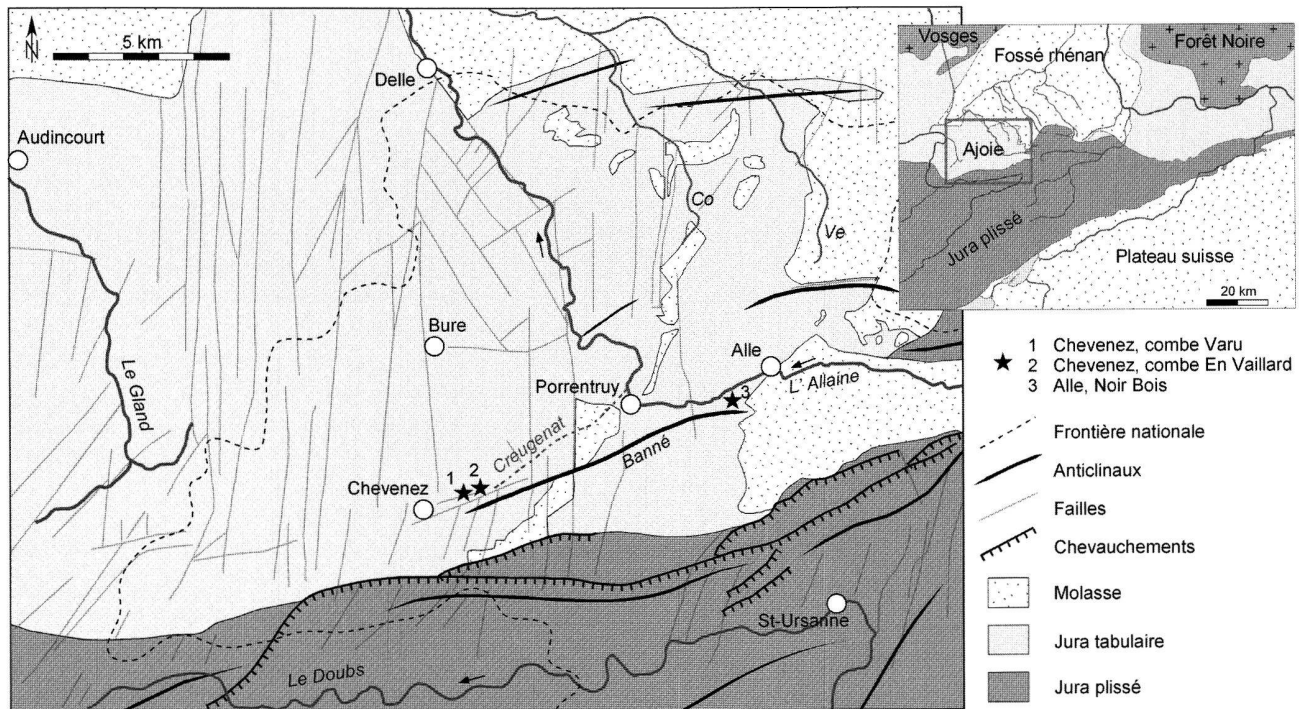 N
5 km
Delle
Audincourt
Co
Ve
Bure
Alle
L' Allaine
Porrentruy
3
Le Gland
Creugenat
Banné
1 2
Chevenez
St-Ursanne
Le Doubs
Vosges
Forêt Noire
Fossé rhénan
Ajoie
Jura plissé
Plateau suisse
20 km
1 Chevenez, combe Varu
2 Chevenez, combe En Vaillard
3 Alle, Noir Bois
Frontière nationale
Anticlinaux
Failles
Chevauchements
Molasse
Jura tabulaire
Jura plissé